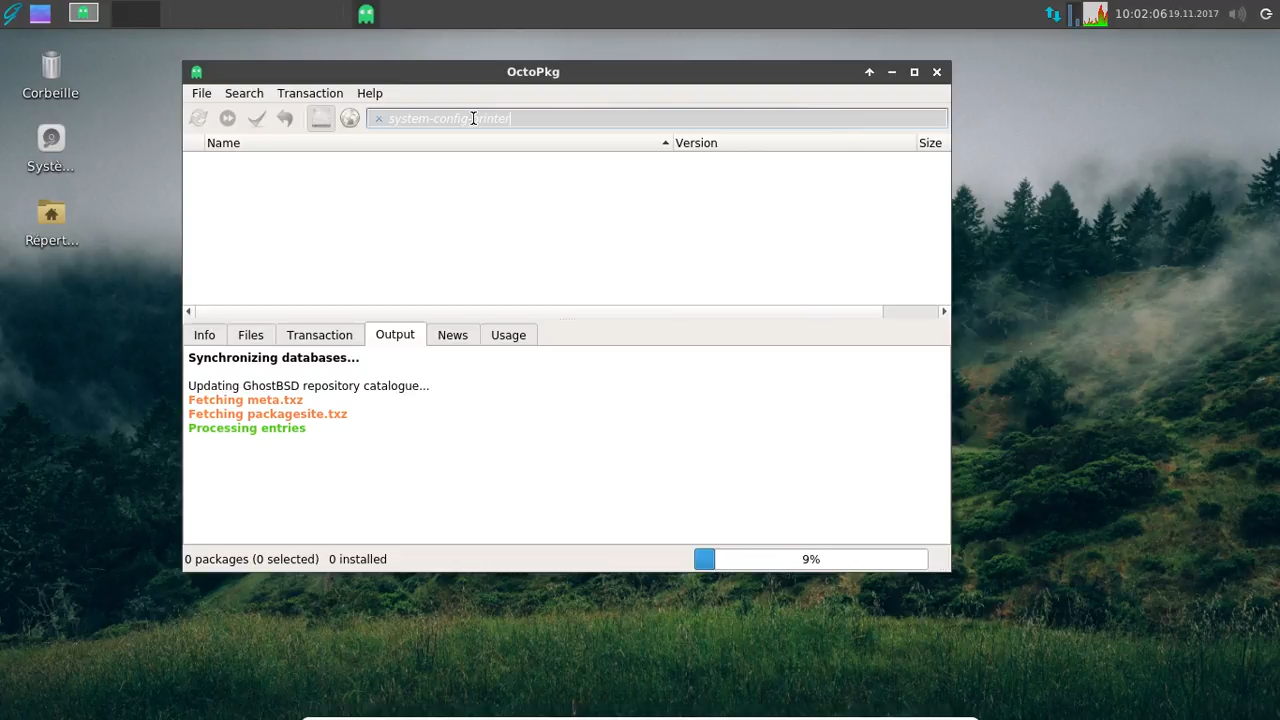 10:02:06 19.11.2017
Corbeille
Systè...
Répert...
OctoPkg
File Search Transaction Help
system-config-printer
Name Version Size
Info Files Transaction Output News Usage
Synchronizing databases...
Updating GhostBSD repository catalogue...
Fetching meta.txz
Fetching packagesite.txz
Processing entries
0 packages (0 selected) 0 installed
9%